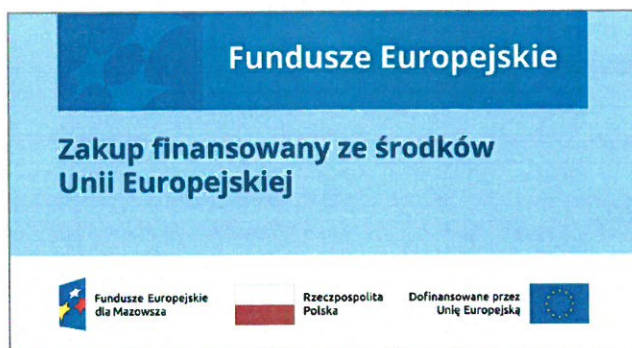 Fundusze Europejskie
Zakup finansowany ze środków
Unii Europejskiej
Fundusze Europejskie
dla Mazowsza
Rzeczpospolita
Polska
Dofinansowane przez
Unię Europejską